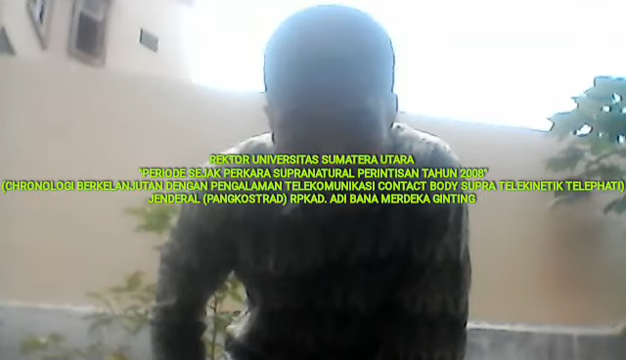 REKTOR UNIVERSITAS SUMATERA UTARA
"PERIODE SEJAK PERKARA SUPRANATURAL PERINTISAN TAHUN 2008"
(CHRONOLOGI BERKELANJUTAN DENGAN PENGALAMAN TELEKOMUNIKASI CONTACT BODY SUPRA TELEKINETIK TELEPHATI)
JENDERAL (PANGKOSTRAD) RPKAD. ADI BANA MERDEKA GINTING